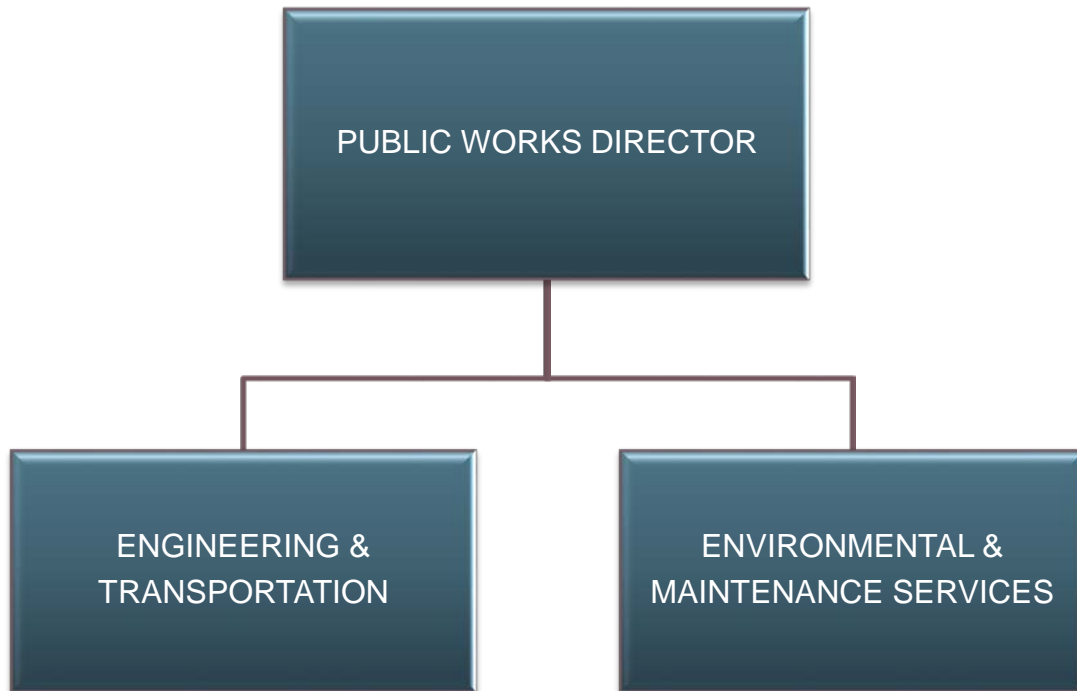 PUBLIC WORKS DIRECTOR
ENGINEERING &
TRANSPORTATION
ENVIRONMENTAL &
MAINTENANCE SERVICES